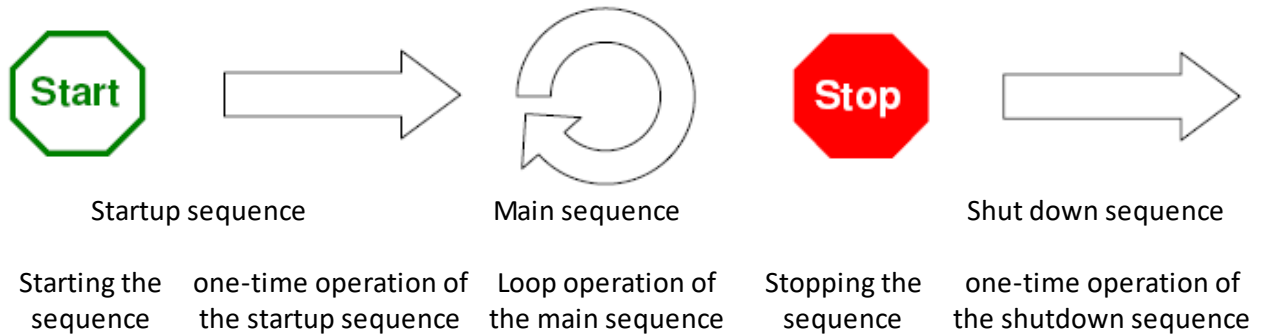 Start
Stop
Startup sequence
Main sequence
Shut down sequence
Starting the
sequence
one-time operation of
the startup sequence
Loop operation of
the main sequence
Stopping the
sequence
one-time operation of
the shutdown sequence